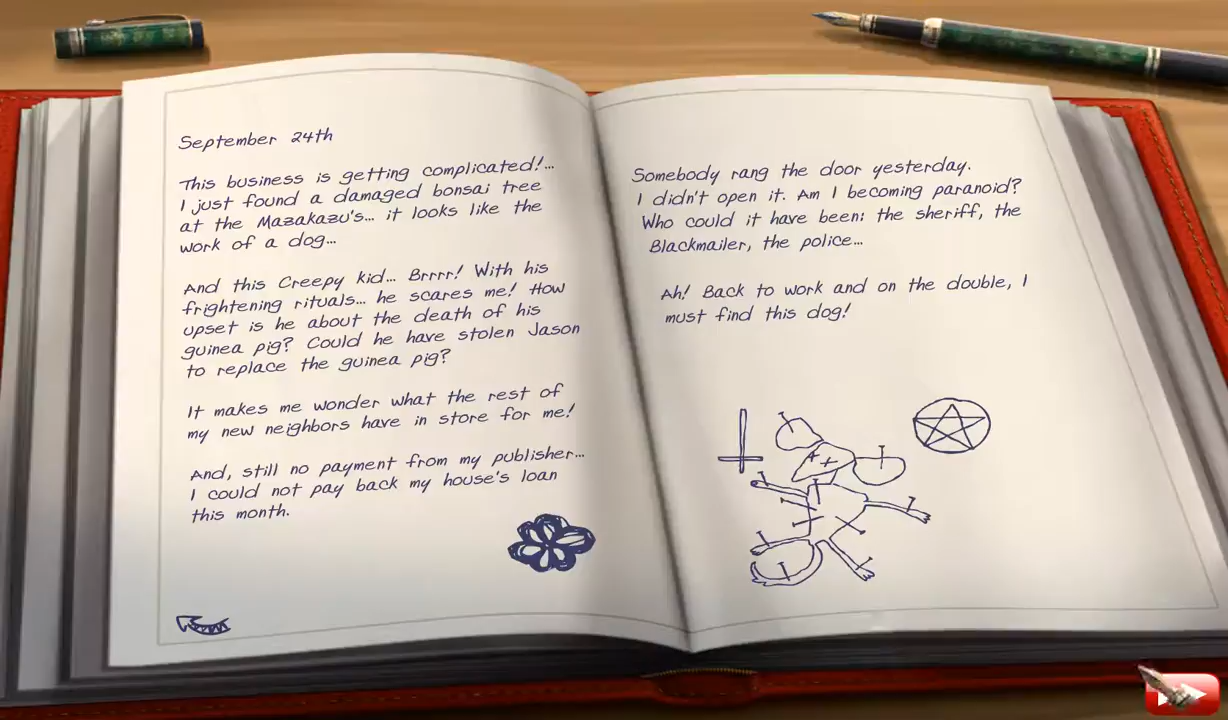 September 24th
This business is getting complicated!...
I just found a damaged bonsai tree
at the Mazakazu's... it looks like the
work of a dog...
And this Creepy kid... Brrrr! With his
frightening rituals... he scares me! How
upset is he about the death of his
guinea pig? Could he have stolen Jason
to replace the guinea pig?
It makes me wonder what the rest of
my new neighbors have in store for me!
And, still no payment from my publisher...
I could not pay back my house's loan
this month.
Somebody rang the door yesterday.
I didn't open it. Am I becoming paranoid?
Who could it have been: the sheriff, the
Blackmailer, the police...
Ah! Back to work and on the double, I
must find this dog!